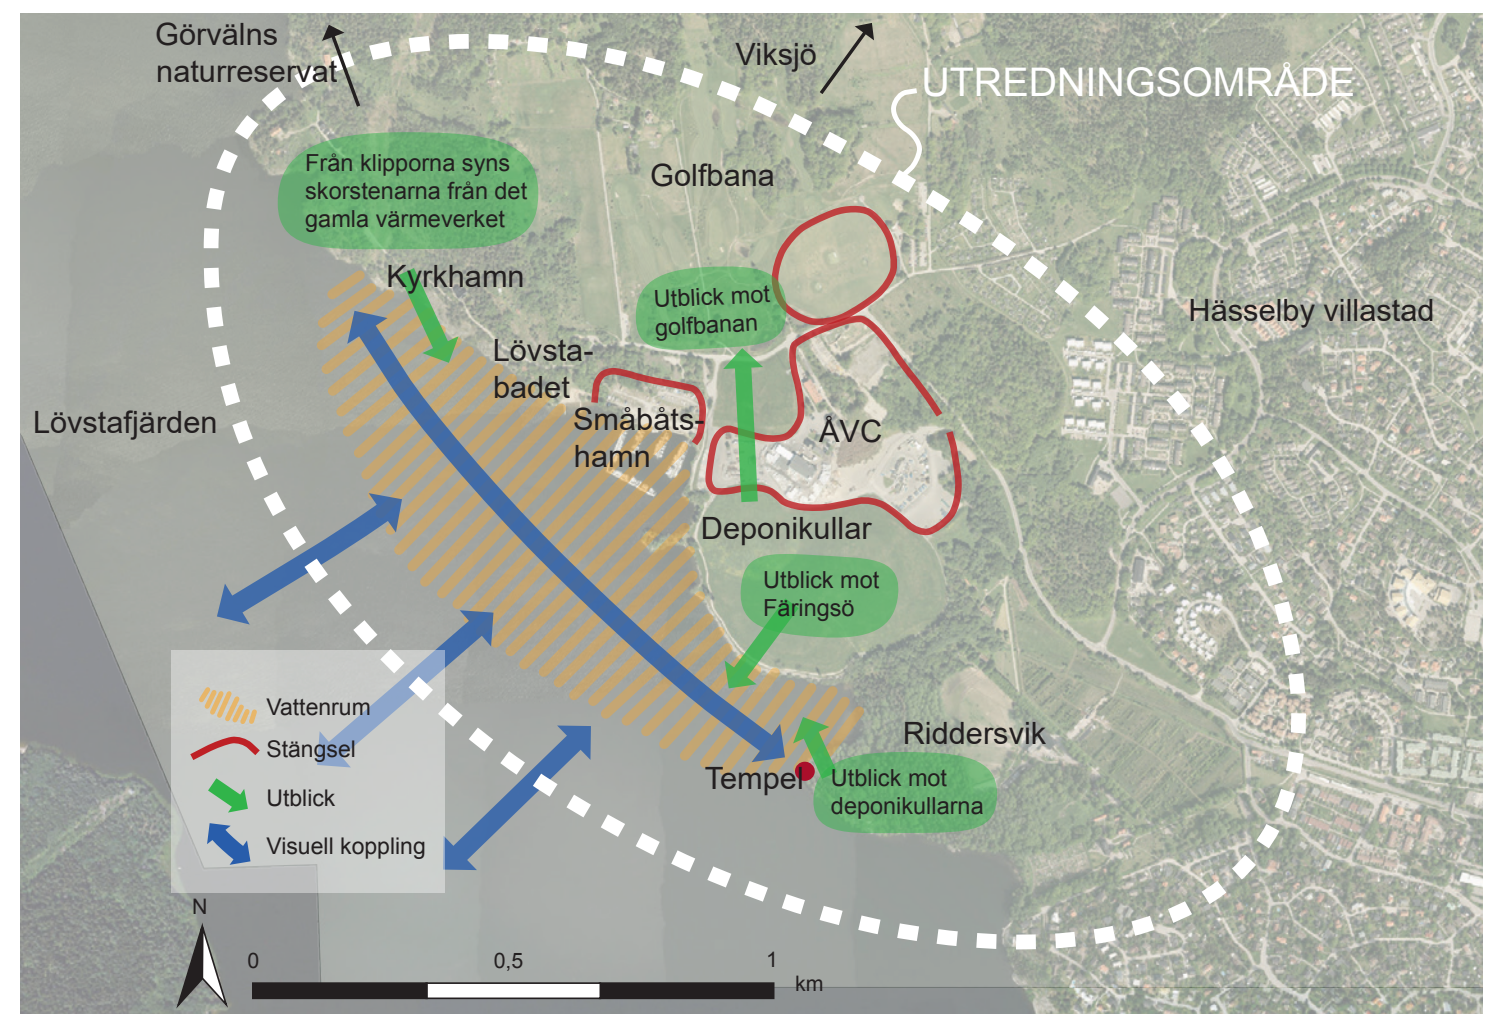 Görvälns
naturreservat
Viksjö
UTREDNINGSOMRÅDE
Från klipporna syns
skorstenarna från det
gamla värmeverket
Golfbana
Kyrkhamn
Utblick mot
golfbanan
Hässelby villastad
Lövsta-
badet
Småbåts-
hamn
Lövstafjärden
ÅVC
Deponikullar
Utblick mot
Färingsö
Riddersvik
Tempel
Utblick mot
deponikullarna
Vattenrum
Stängsel
Utblick
Visuell koppling
N
0 0,5 1
km